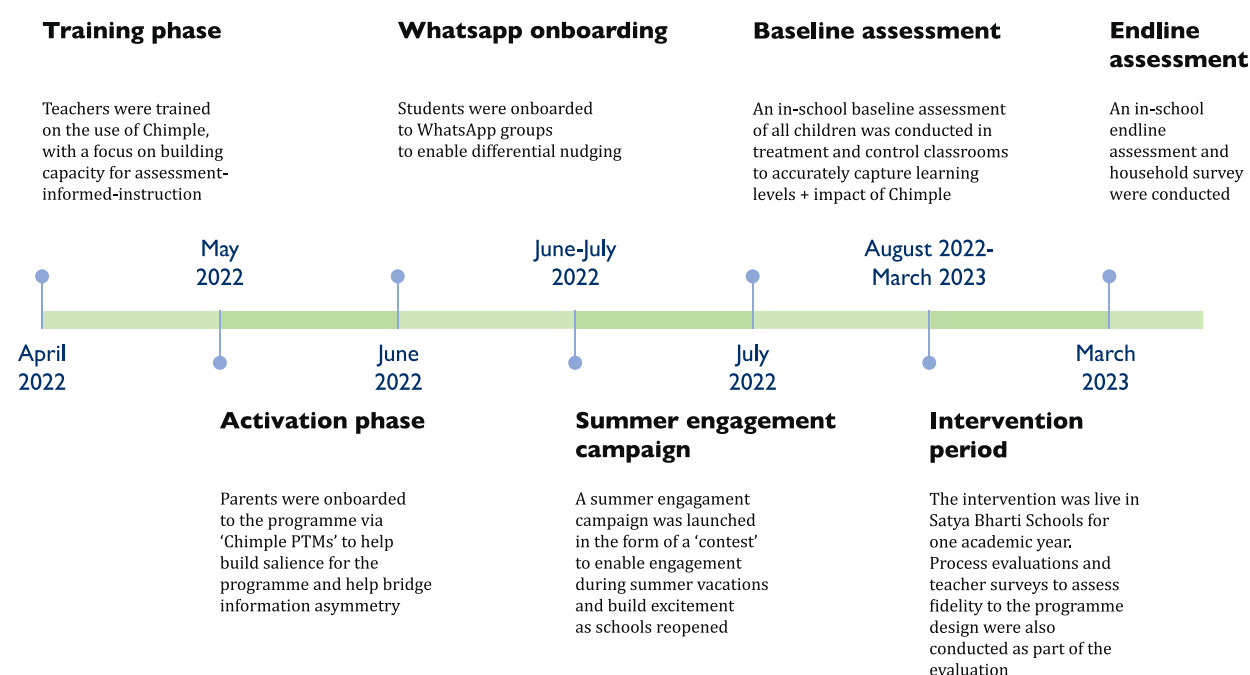 Training phase
Teachers were trained
on the use of Chimple,
with a focus on building
capacity for assessment-
informed-instruction
Whatsapp onboarding
Students were onboarded
to WhatsApp groups
to enable differential nudging
Baseline assessment
An in-school baseline assessment
of all children was conducted in
treatment and control classrooms
to accurately capture learning
levels + impact of Chimple
Endline
assessment
An in-school
endline
assessment and
household survey
were conducted
May
2022
June-July
2022
August 2022-
March 2023
April
2022
June
2022
July
2022
March
2023
Activation phase
Parents were onboarded
to the programme via
‘Chimple PTMs’ to help
build salience for the
programme and help bridge
information asymmetry
Summer engagement
campaign
A summer engagament
campaign was launched
in the form of a ‘contest’
to enable engagement
during summer vacations
and build excitement
as schools reopened
Intervention
period
The intervention was live in
Satya Bharti Schools for
one academic year.
Process evaluations and
teacher surveys to assess
fidelity to the programme
design were also
conducted as part of the
evaluation